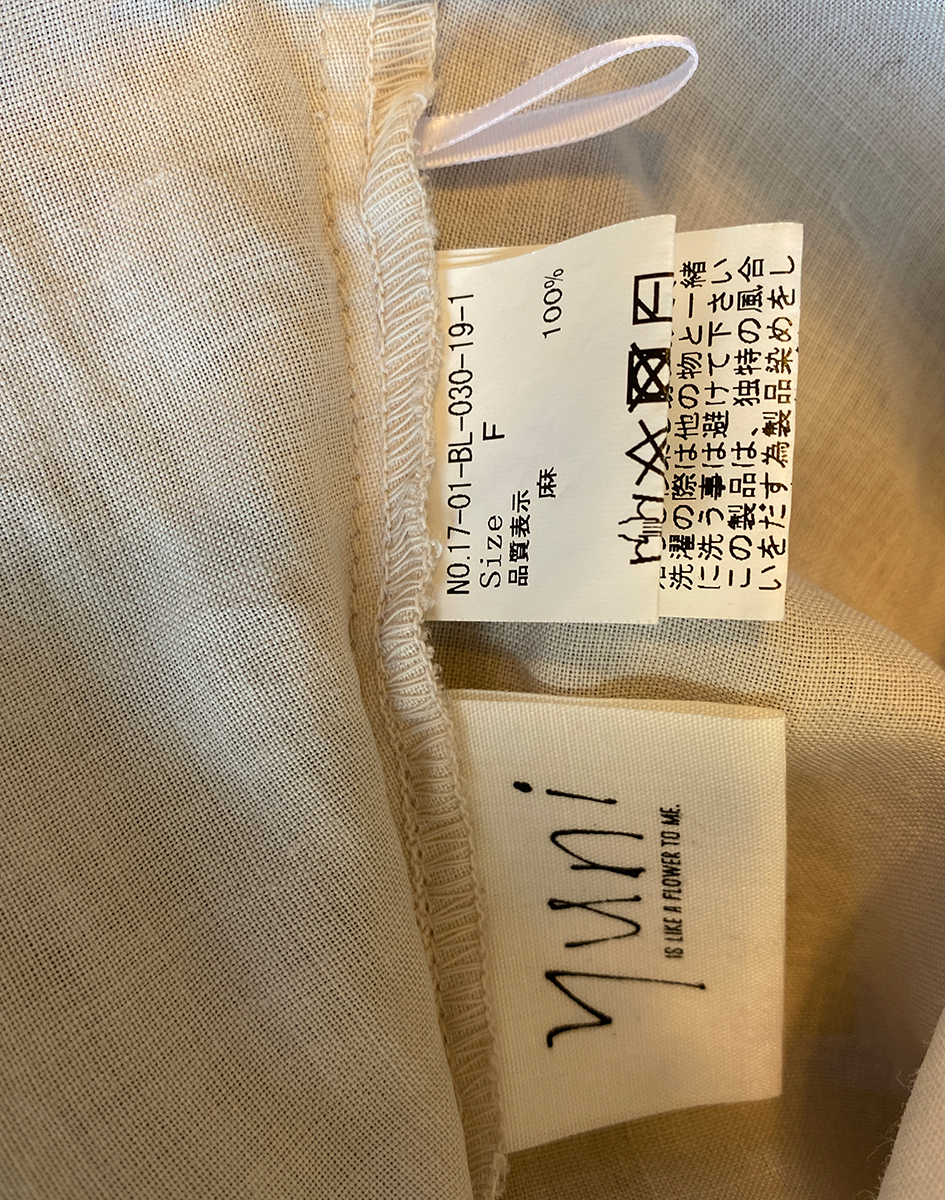 NO.17-01-BL-030-19-1
Size F
品質表示
麻 100%
洗濯の際は他の物と一緒
に洗う事は避けて下さい
この製品は、独特の風合
いをだす為製品染めをし
yuni
IS LIKE A FLOWER TO ME.